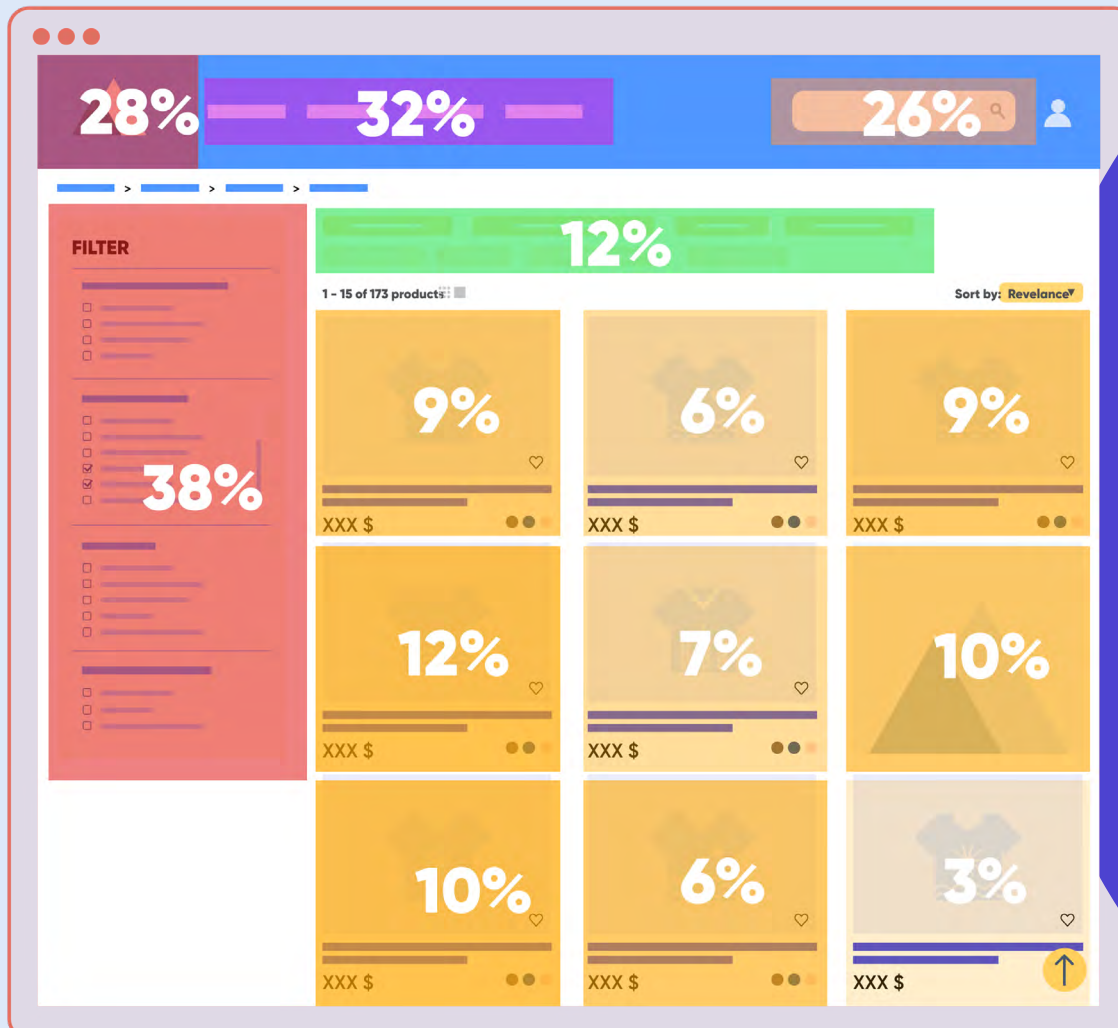 28%
32%
26%
> > >
FILTER
12%
1 - 15 of 173 products
Sort by: Revelance
9%
6%
9%
XXX $
XXX $
XXX $
38%
12%
7%
10%
XXX $
XXX $
10%
6%
3%
XXX $
XXX $
XXX $